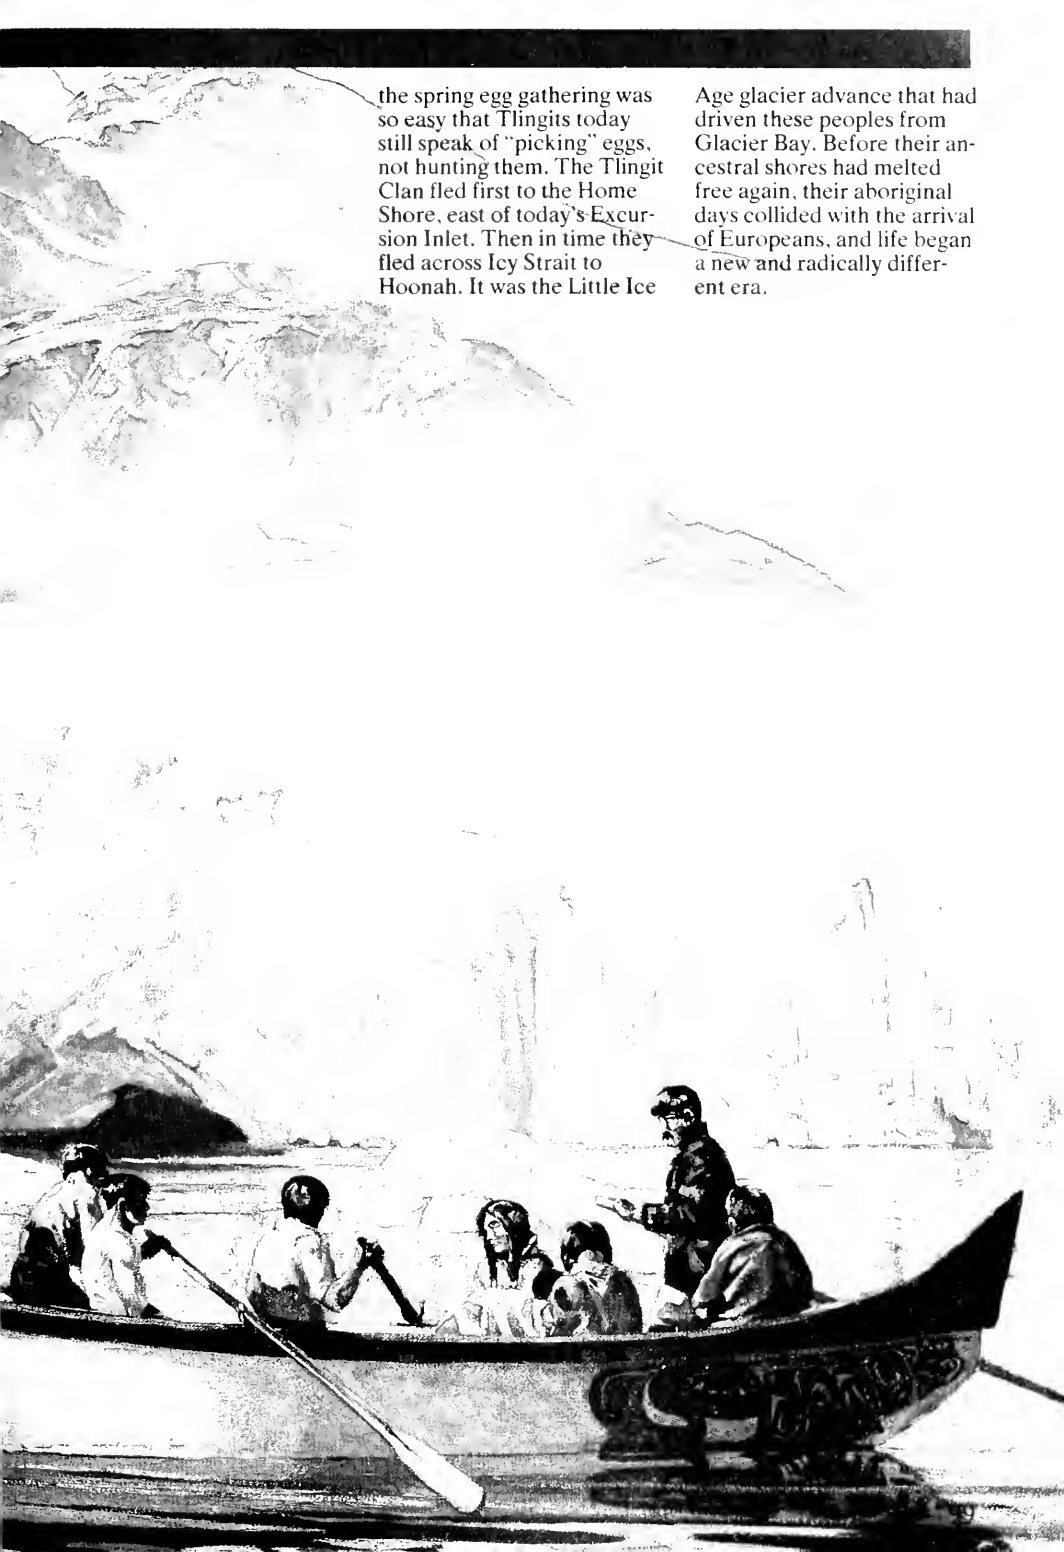 the spring egg gathering was
so easy that Tlingits today
still speak of "picking" eggs,
not hunting them. The Tlingit
Clan fled first to the Home
Shore, east of today's Excur-
sion Inlet. Then in time they
fled across Icy Strait to
Hoonah. It was the Little Ice
Age glacier advance that had
driven these peoples from
Glacier Bay. Before their an-
cestral shores had melted
free again, their aboriginal
days collided with the arrival
of Europeans, and life began
a new and radically differ-
ent era.